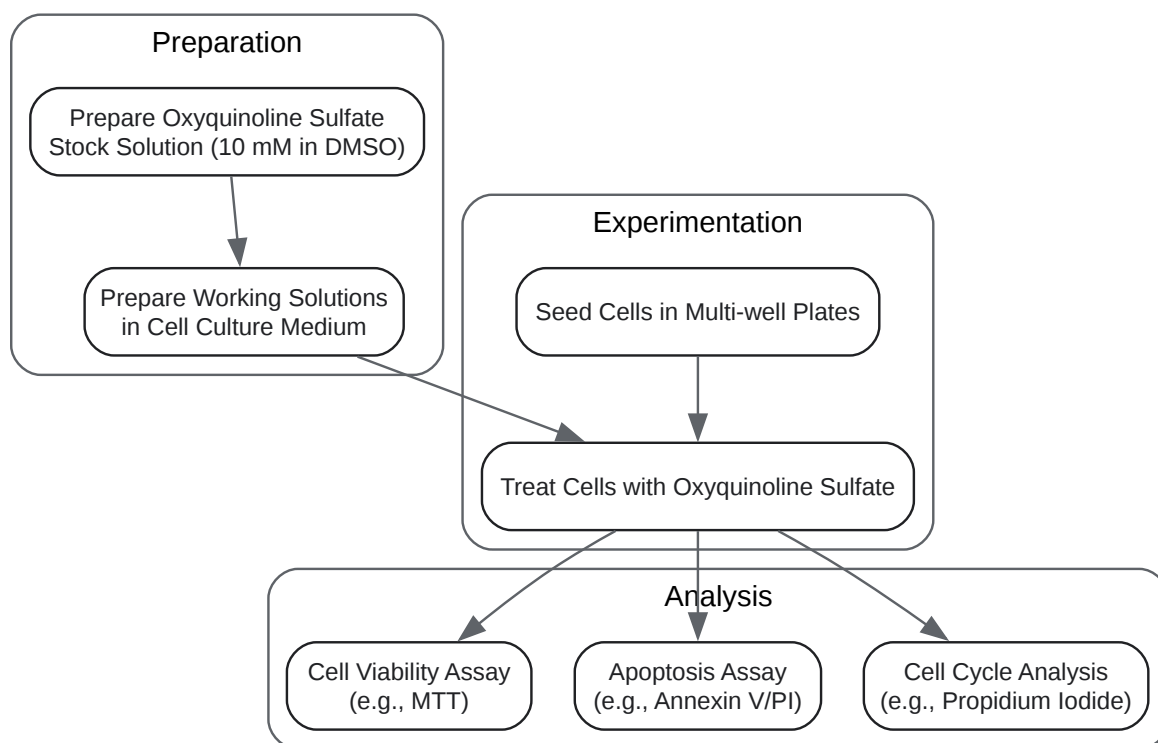 Preparation
Prepare Oxyquinoline Sulfate
Stock Solution (10 mM in DMSO)
Prepare Working Solutions
in Cell Culture Medium
Experimentation
Seed Cells in Multi-well Plates
Treat Cells with Oxyquinoline Sulfate
Analysis
Cell Viability Assay
(e.g., MTT)
Apoptosis Assay
(e.g., Annexin V/PI)
Cell Cycle Analysis
(e.g., Propidium Iodide)